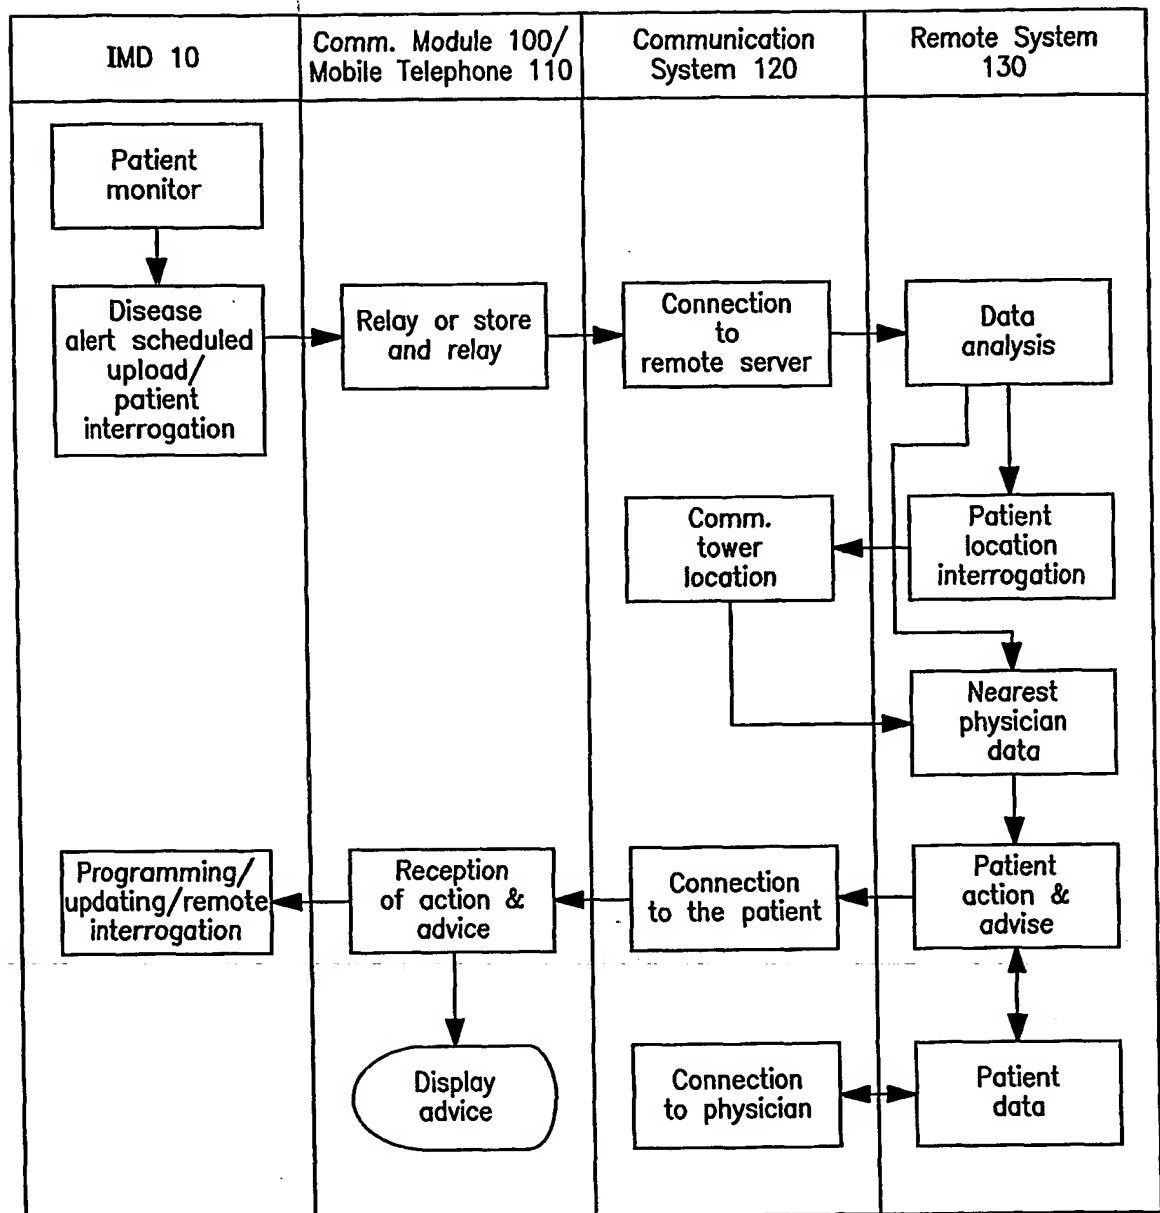 IMD 10
Comm. Module 100/
Mobile Telephone 110
Communication
System 120
Remote System
130
Patient
monitor
Disease
alert scheduled
upload/
patient
interrogation
Relay or store
and relay
Connection
to
remote server
Data
analysis
Comm.
tower
location
Patient
location
interrogation
Nearest
physician
data
Programming/
updating/remote
interrogation
Reception
of action &
advice
Connection
to the patient
Patient
action &
advise
Display
advice
Connection
to physician
Patient
data